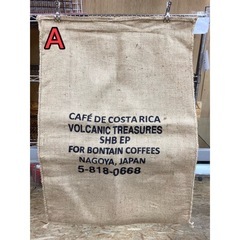 A
CAFÉ DE COSTA RICA
VOLCANIC TREASURES
SHB EP
FOR BONTAIN COFFEES
NAGOYA, JAPAN
5-818-0668